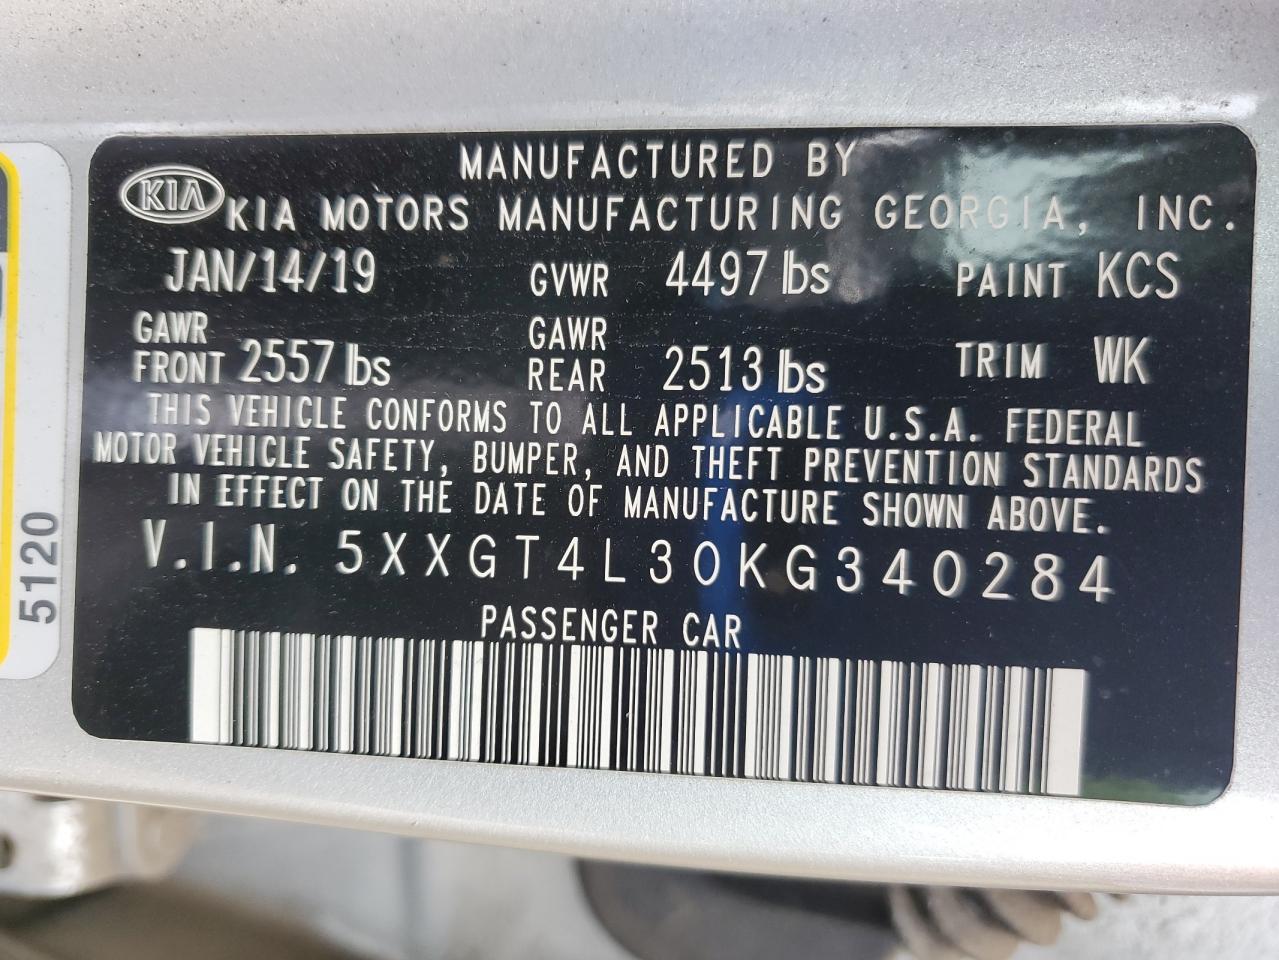 MANUFACTURED BY
KIA KIA MOTORS MANUFACTURING GEORGIA, INC.
JAN/14/19 GVWR 4497 lbs PAINT KCS
GAWR GAWR
FRONT 2557 lbs REAR 2513 lbs TRIM WK
THIS VEHICLE CONFORMS TO ALL APPLICABLE U.S.A. FEDERAL
MOTOR VEHICLE SAFETY, BUMPER, AND THEFT PREVENTION STANDARDS
IN EFFECT ON THE DATE OF MANUFACTURE SHOWN ABOVE.
V.I.N. 5XXGT4L30KG340284
PASSENGER CAR
5120